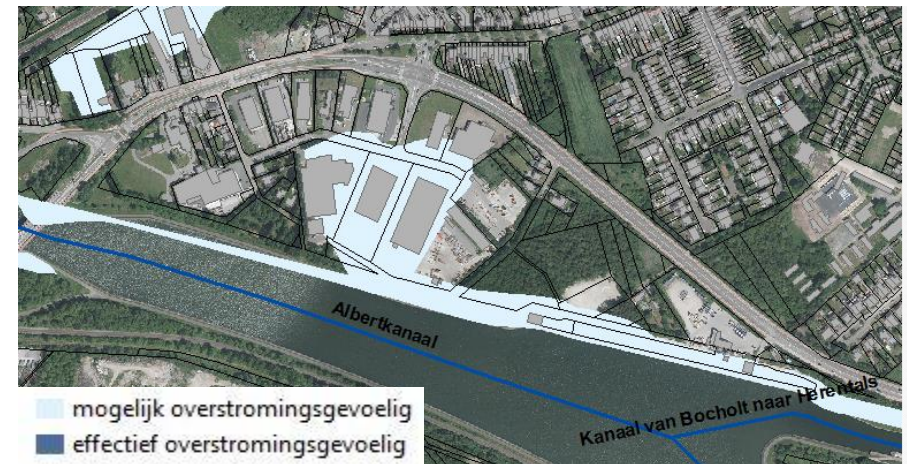 Albertkanaal
Kanaal van Bocholt naar Herentals
mogelijk overstromingsgevoelig
effectief overstromingsgevoelig